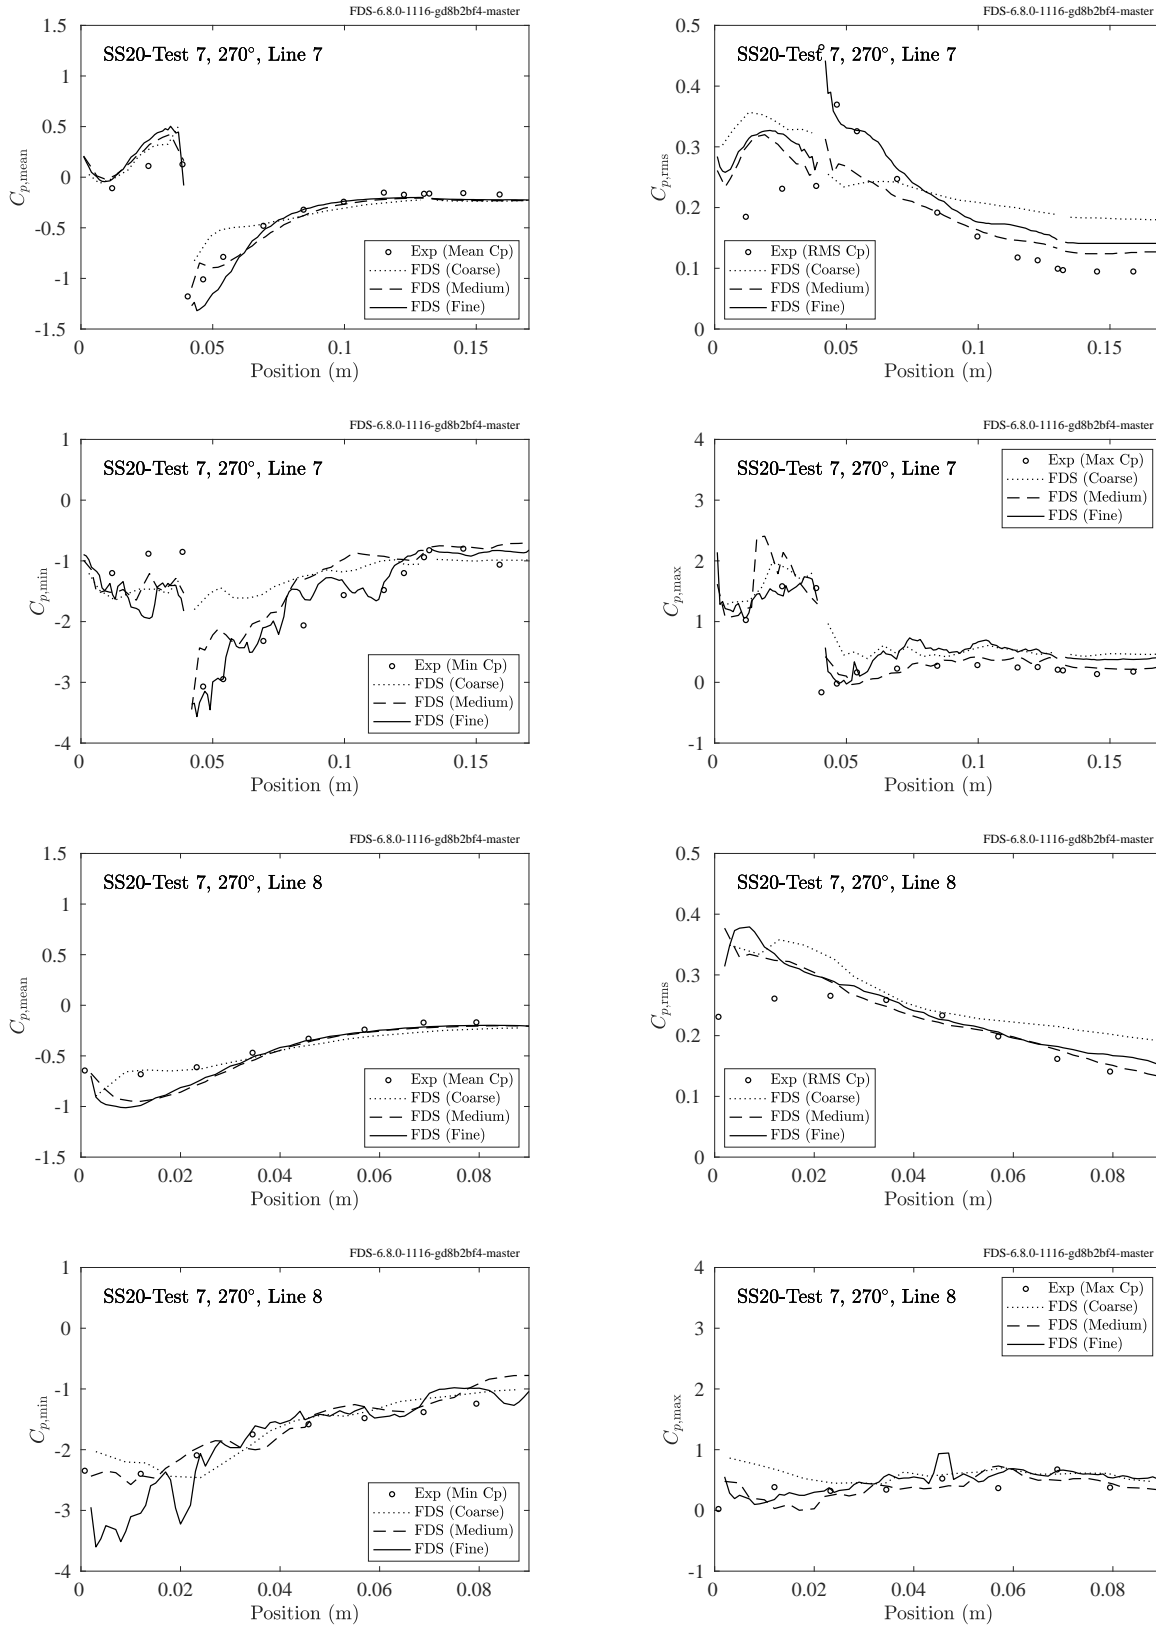 FDS-6.8.0-1116-gd8b2bf4-master
SS20-Test 7, 270°, Line 7
1.5
1
0.5
0
-0.5
-1
-1.5
Cp,mean
Exp (Mean Cp)
FDS (Coarse)
FDS (Medium)
FDS (Fine)
0 0.05 0.1 0.15
Position (m)
FDS-6.8.0-1116-gd8b2bf4-master
SS20-Test 7, 270°, Line 7
0.5
0.4
0.3
0.2
0.1
0
Cp,rms
Exp (RMS Cp)
FDS (Coarse)
FDS (Medium)
FDS (Fine)
0 0.05 0.1 0.15
Position (m)
FDS-6.8.0-1116-gd8b2bf4-master
SS20-Test 7, 270°, Line 7
1
0
-1
-2
-3
-4
Cp,min
Exp (Min Cp)
FDS (Coarse)
FDS (Medium)
FDS (Fine)
0 0.05 0.1 0.15
Position (m)
FDS-6.8.0-1116-gd8b2bf4-master
SS20-Test 7, 270°, Line 7
4
3
2
1
0
-1
Cp,max
Exp (Max Cp)
FDS (Coarse)
FDS (Medium)
FDS (Fine)
0 0.05 0.1 0.15
Position (m)
FDS-6.8.0-1116-gd8b2bf4-master
SS20-Test 7, 270°, Line 8
1.5
1
0.5
0
-0.5
-1
-1.5
Cp,mean
Exp (Mean Cp)
FDS (Coarse)
FDS (Medium)
FDS (Fine)
0 0.02 0.04 0.06 0.08
Position (m)
FDS-6.8.0-1116-gd8b2bf4-master
SS20-Test 7, 270°, Line 8
0.5
0.4
0.3
0.2
0.1
0
Cp,rms
Exp (RMS Cp)
FDS (Coarse)
FDS (Medium)
FDS (Fine)
0 0.02 0.04 0.06 0.08
Position (m)
FDS-6.8.0-1116-gd8b2bf4-master
SS20-Test 7, 270°, Line 8
1
0
-1
-2
-3
-4
Cp,min
Exp (Min Cp)
FDS (Coarse)
FDS (Medium)
FDS (Fine)
0 0.02 0.04 0.06 0.08
Position (m)
FDS-6.8.0-1116-gd8b2bf4-master
SS20-Test 7, 270°, Line 8
4
3
2
1
0
-1
Cp,max
Exp (Max Cp)
FDS (Coarse)
FDS (Medium)
FDS (Fine)
0 0.02 0.04 0.06 0.08
Position (m)